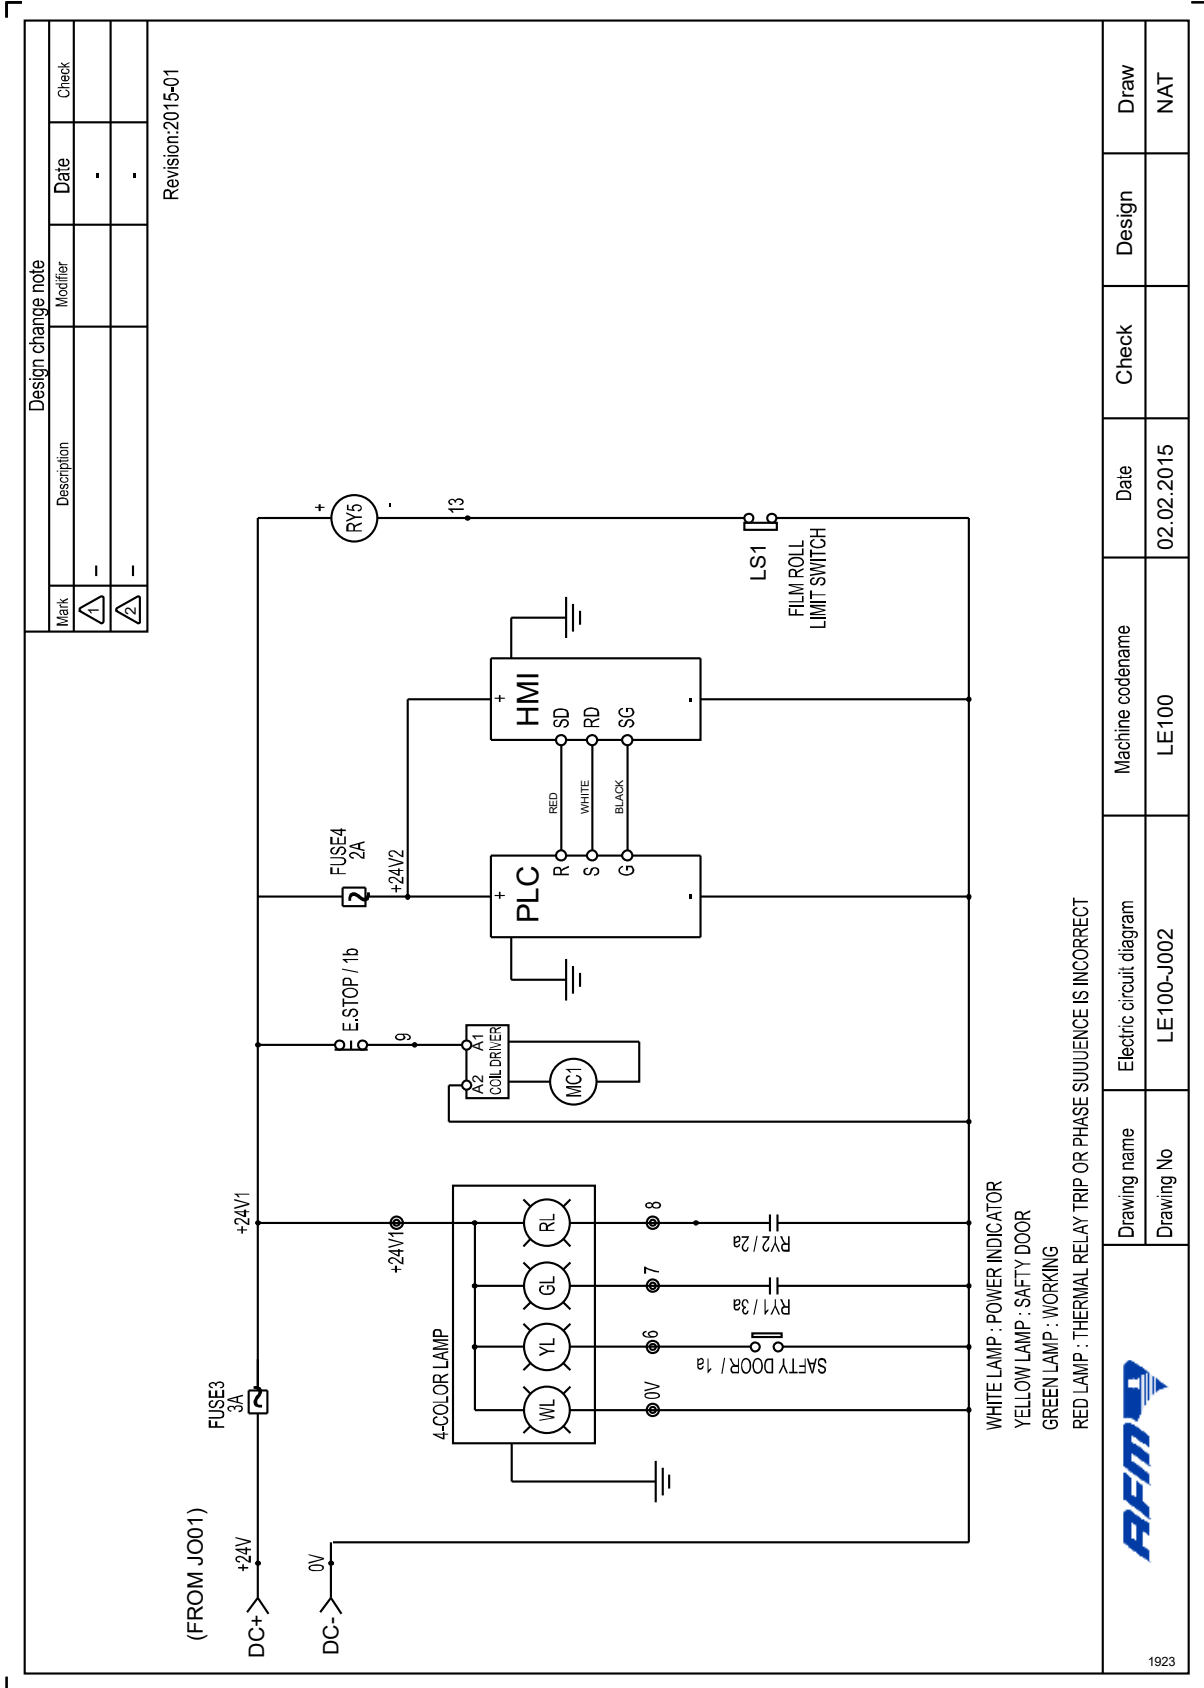 Design change note
Mark Description Modifier Date Check
1 – -
2 – -
Revision:2015-01
(FROM JO01)
DC+
+24V
FUSE3
3A
+24V1
DC-
0V
4-COLOR LAMP
+24V1
WL
YL
GL
RL
0V
6
7
8
SAFTY DOOR / 1a
RY1 / 3a
RY2 / 2a
E.STOP / 1b
9
A2 A1
COIL DRIVER
MC1
FUSE4
2A
+24V2
+
PLC
R
S
G
-
RED
WHITE
BLACK
+
HMI
SD
RD
SG
-
+
RY5
-
13
LS1
FILM ROLL
LIMIT SWITCH
WHITE LAMP : POWER INDICATOR
YELLOW LAMP : SAFTY DOOR
GREEN LAMP : WORKING
RED LAMP : THERMAL RELAY TRIP OR PHASE SUUUENCE IS INCORRECT
AFM
Drawing name Electric circuit diagram Machine codename Date Check Design Draw
Drawing No LE100-J002 LE100 02.02.2015 NAT
1923